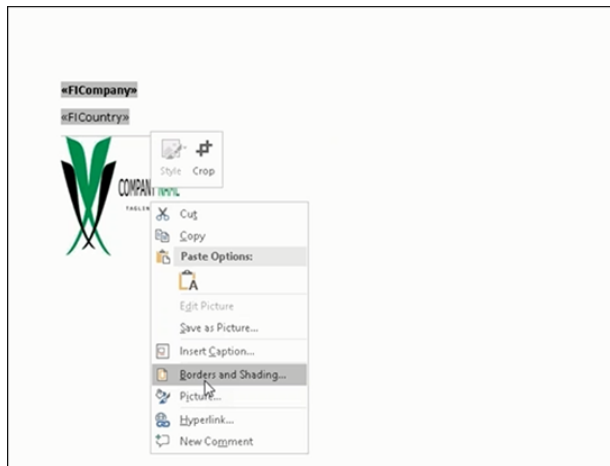 «FICompany»
«FICountry»
Style Crop
COMPANY NAME
Cut
Copy
Paste Options:
Edit Picture
Save as Picture...
Insert Caption...
Borders and Shading...
Picture...
Hyperlink...
New Comment